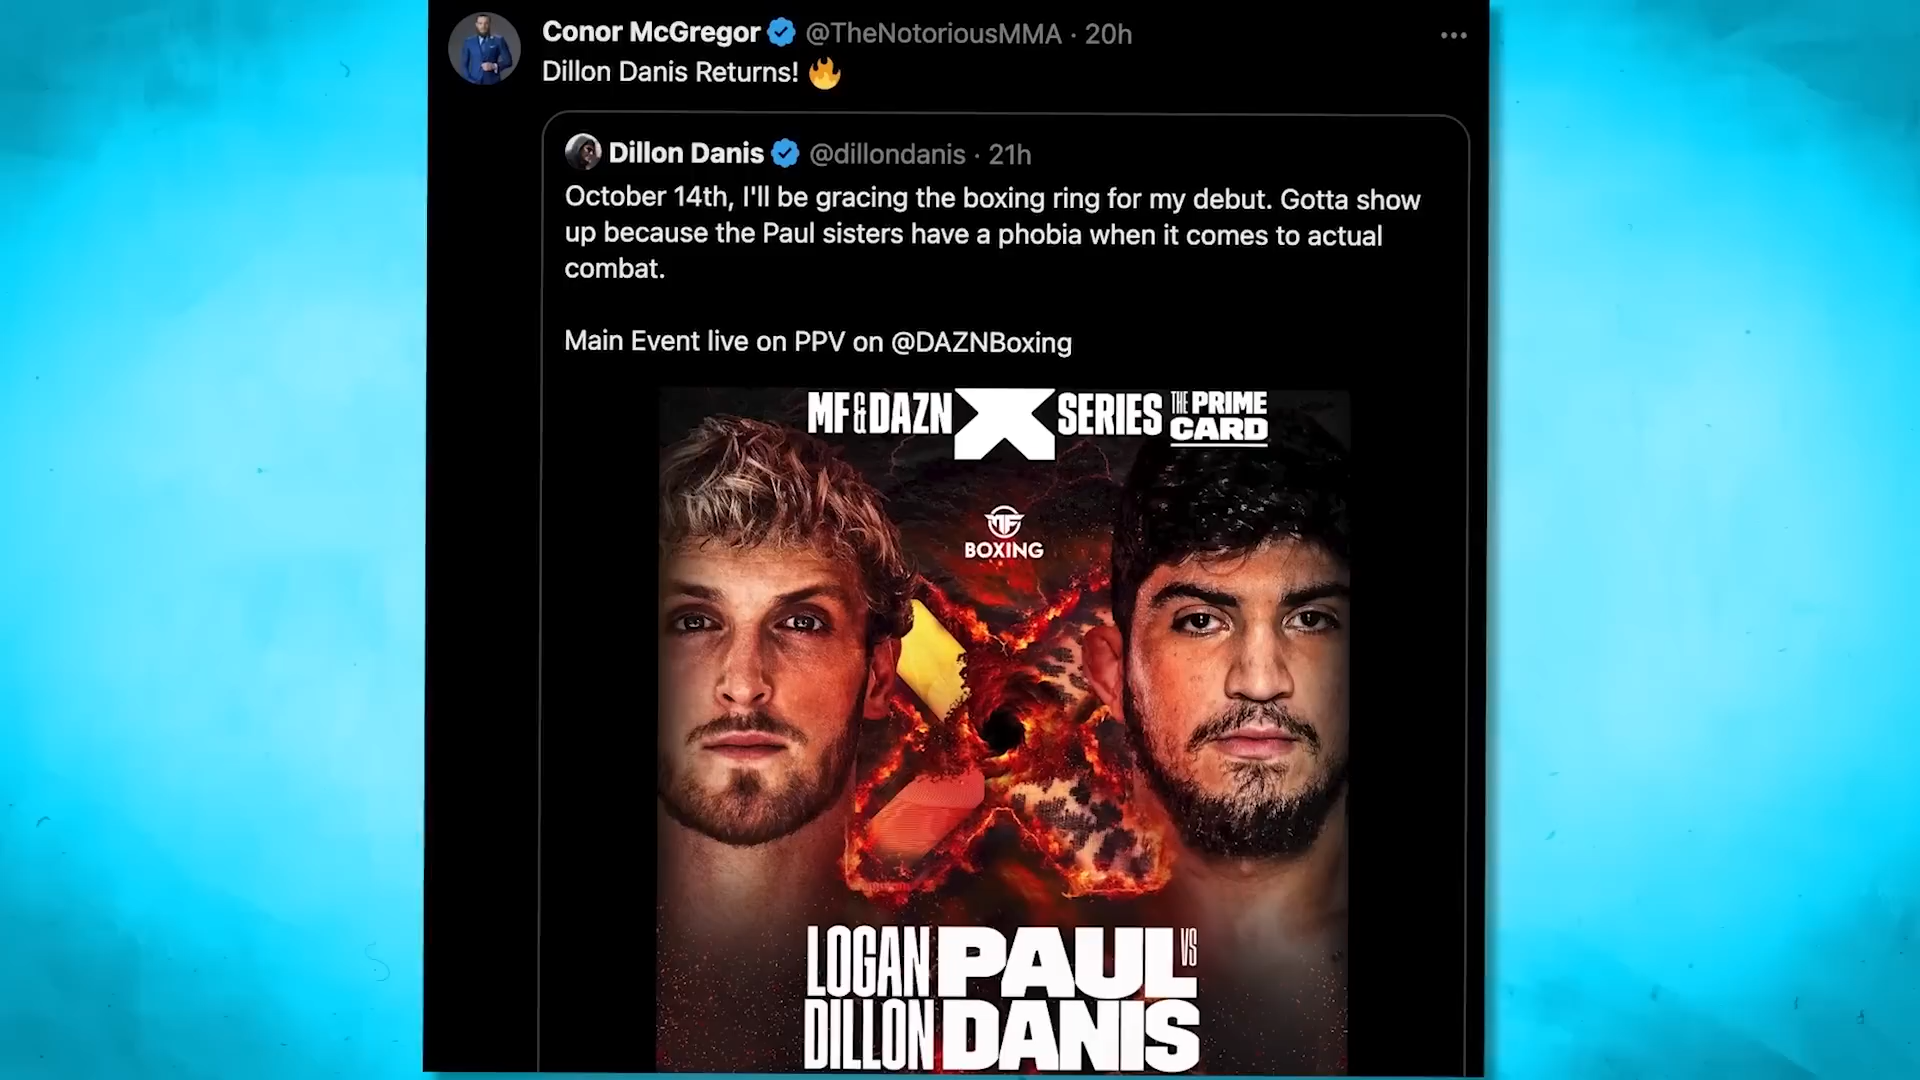 Conor McGregor @TheNotoriousMMA · 20h
Dillon Danis Returns! 🔥
Dillon Danis @dillondanis · 21h
October 14th, I'll be gracing the boxing ring for my debut. Gotta show
up because the Paul sisters have a phobia when it comes to actual
combat.
Main Event live on PPV on @DAZNBoxing
MF&DAZN X SERIES THE PRIME CARD
MF
BOXING
LOGAN PAUL VS
DILLON DANIS